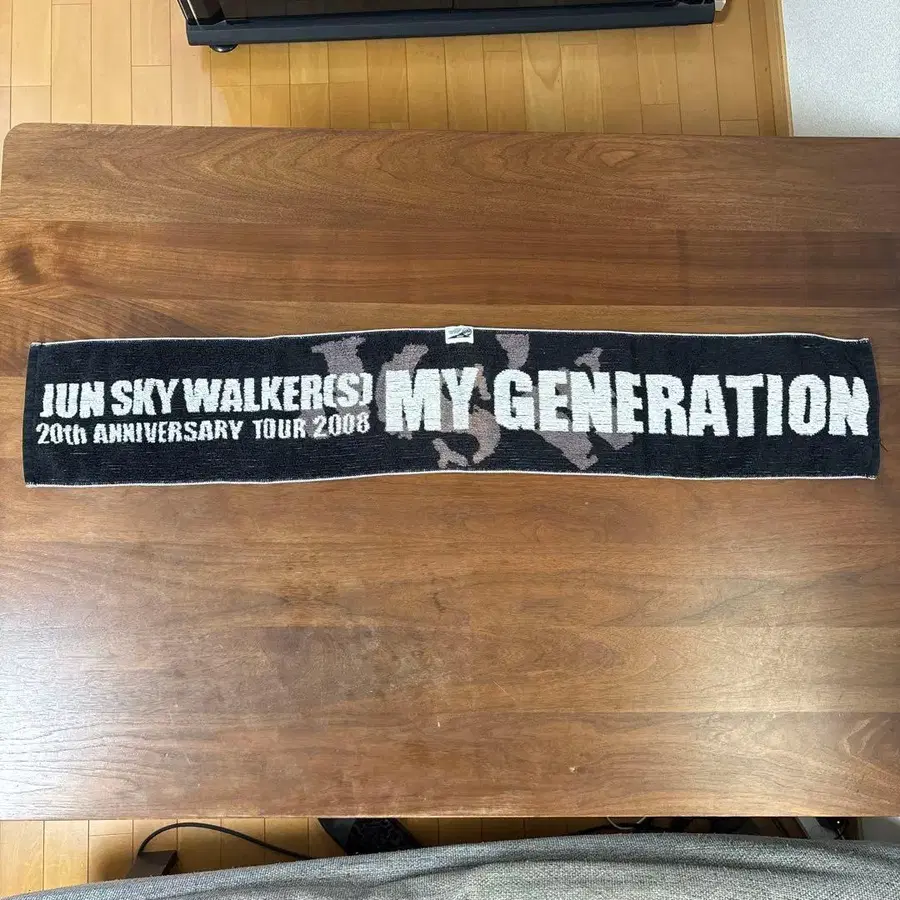 JUN SKY WALKER(S)
20th ANNIVERSARY TOUR 2008
MY GENERATION